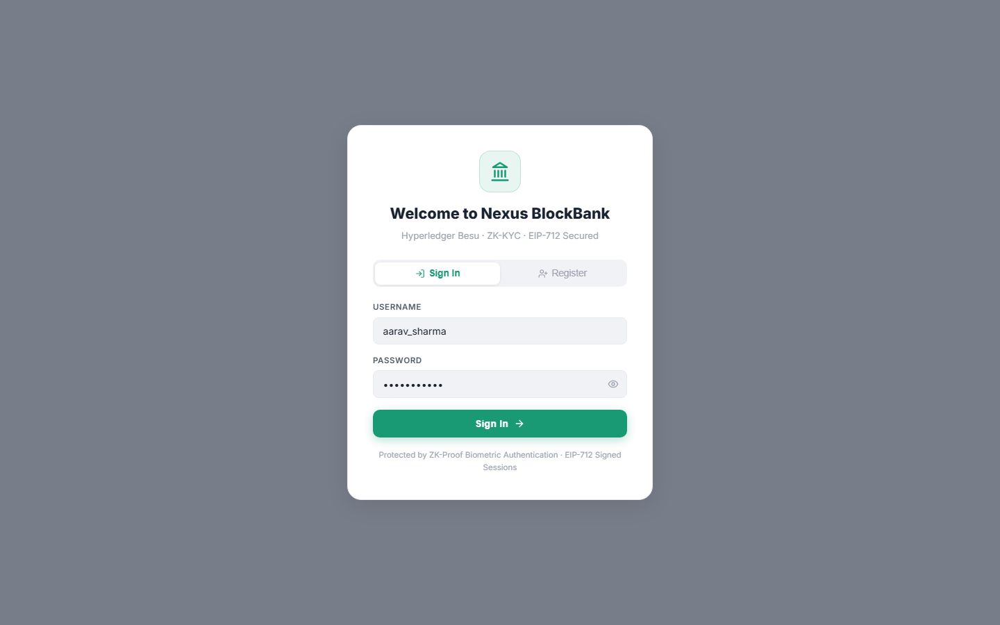 Welcome to Nexus BlockBank
Hyperledger Besu · ZK-KYC · EIP-712 Secured
Sign In
Register
USERNAME
aarav_sharma
PASSWORD
•••••••••••
Sign In →
Protected by ZK-Proof Biometric Authentication · EIP-712 Signed
Sessions